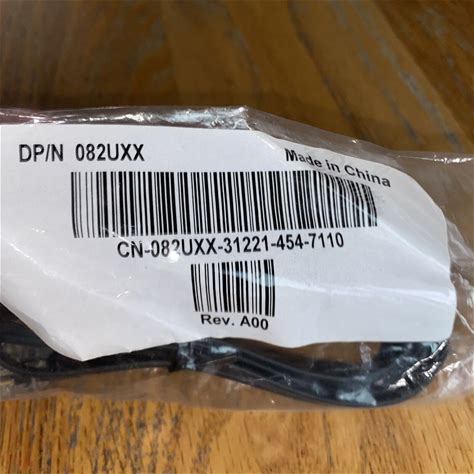 DP/N 082UXX
Made in China
CN-082UXX-31221-454-7110
Rev. A00